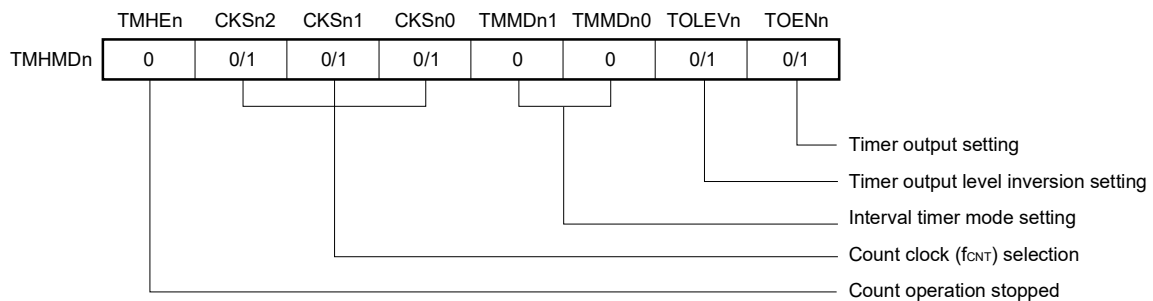 TMHEn CKSn2 CKSn1 CKSn0 TMMDn1 TMMDn0 TOLEVn TOENn
TMHMDn 0 0/1 0/1 0/1 0 0 0/1 0/1
Timer output setting
Timer output level inversion setting
Interval timer mode setting
Count clock (fCNT) selection
Count operation stopped